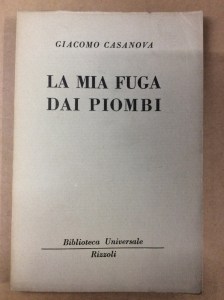 GIACOMO CASANOVA
LA MIA FUGA
DAI PIOMBI
Biblioteca Universale
Rizzoli